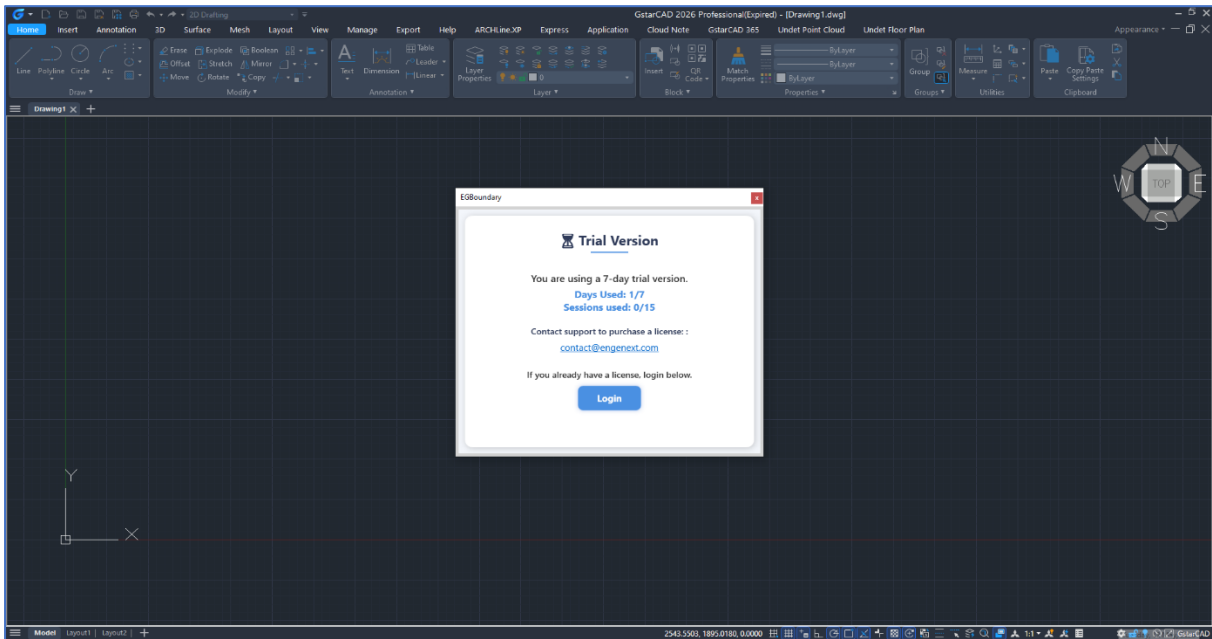 2D Drafting
GstarCAD 2026 Professional(Expired) - [Drawing1.dwg]
Home Insert Annotation 3D Surface Mesh Layout View Manage Export Help ARCHLine.XP Express Application Cloud Note GstarCAD 365 Undet Point Cloud Undet Floor Plan Appearance
Erase Explode Boolean Table ByLayer
Offset Stretch Mirror Leader ByLayer
Line Polyline Circle Arc Text Dimension Layer Properties Insert QR Code Match Properties Group Measure Paste Copy Paste Settings
Move Rotate Copy Linear 0 ByLayer
Draw Modify Annotation Layer Block Properties Groups Utilities Clipboard
Drawing1
N
W TOP E
S
EGBoundary
Trial Version
You are using a 7-day trial version.
Days Used: 1/7
Sessions used: 0/15
Contact support to purchase a license: :
contact@engenext.com
If you already have a license, login below.
Login
Y
X
Model Layout1 Layout2 2543.5503, 1895.0180, 0.0000 1:1 GstarCAD